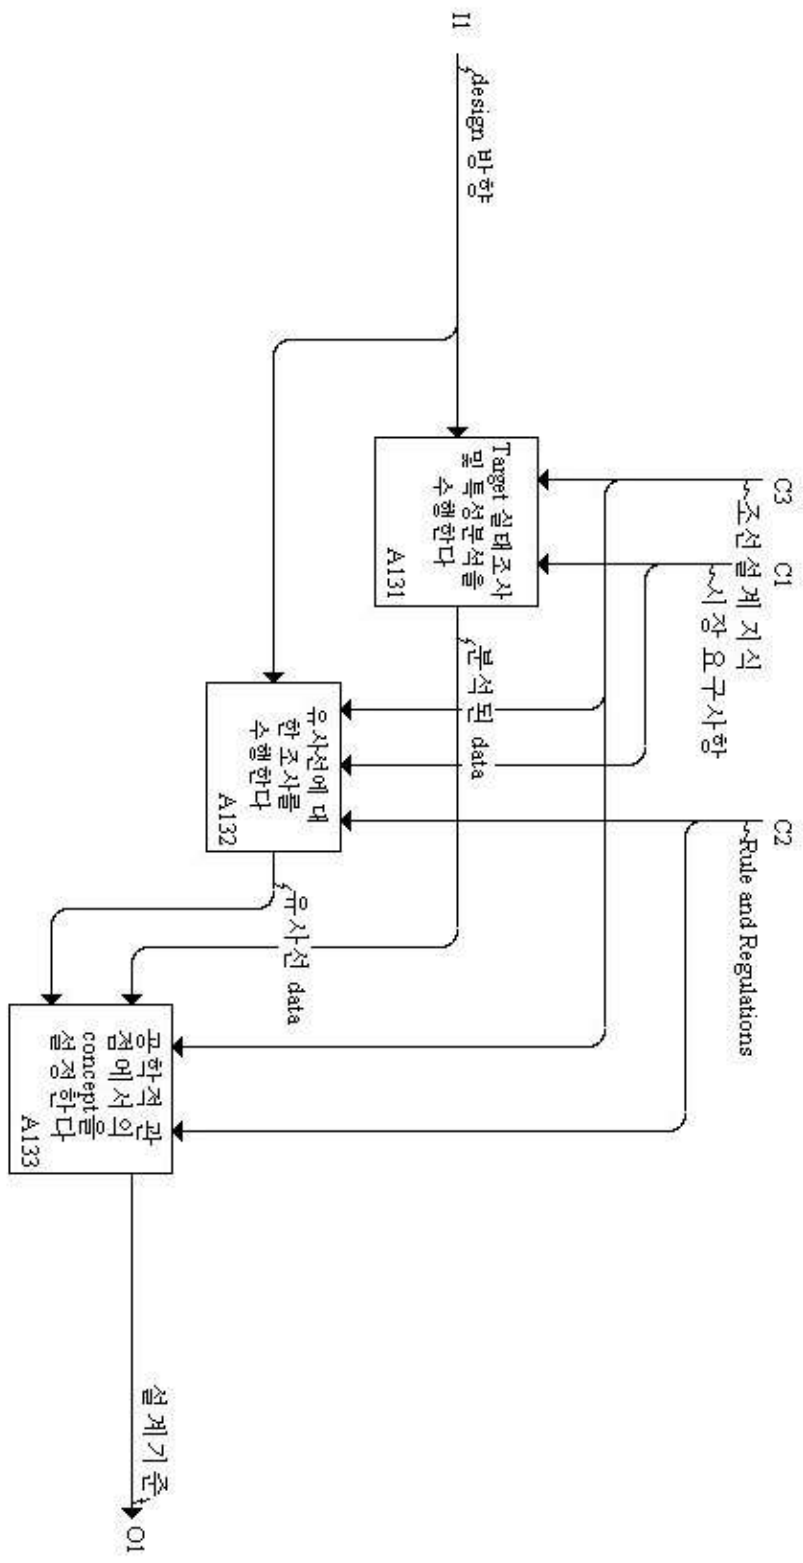 C3
C1
C2
조선 설계 지식
시장 요구사항
Rule and Regulations
I1
design 방향
Target 실태조사
및 특성분석을
수행한다
A131
분석된 data
유사선에 대
한 조사를
수행한다
A132
유사선 data
공학적 관
점에서의
concept을
설정한다
A133
설계기준
O1